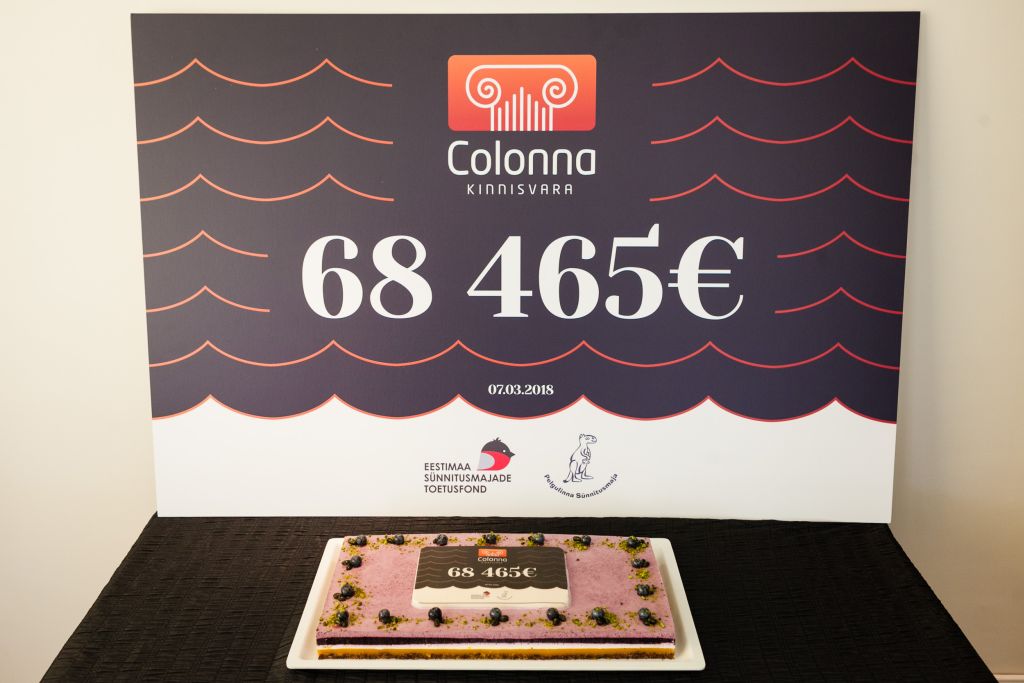 Colonna
KINNISVARA
68 465€
07.03.2018
EESTIMAA
SÜNNITUSMAJADE
TOETUSFOND
Pelgulinna Sünnitusmaja
Colonna
68 465€